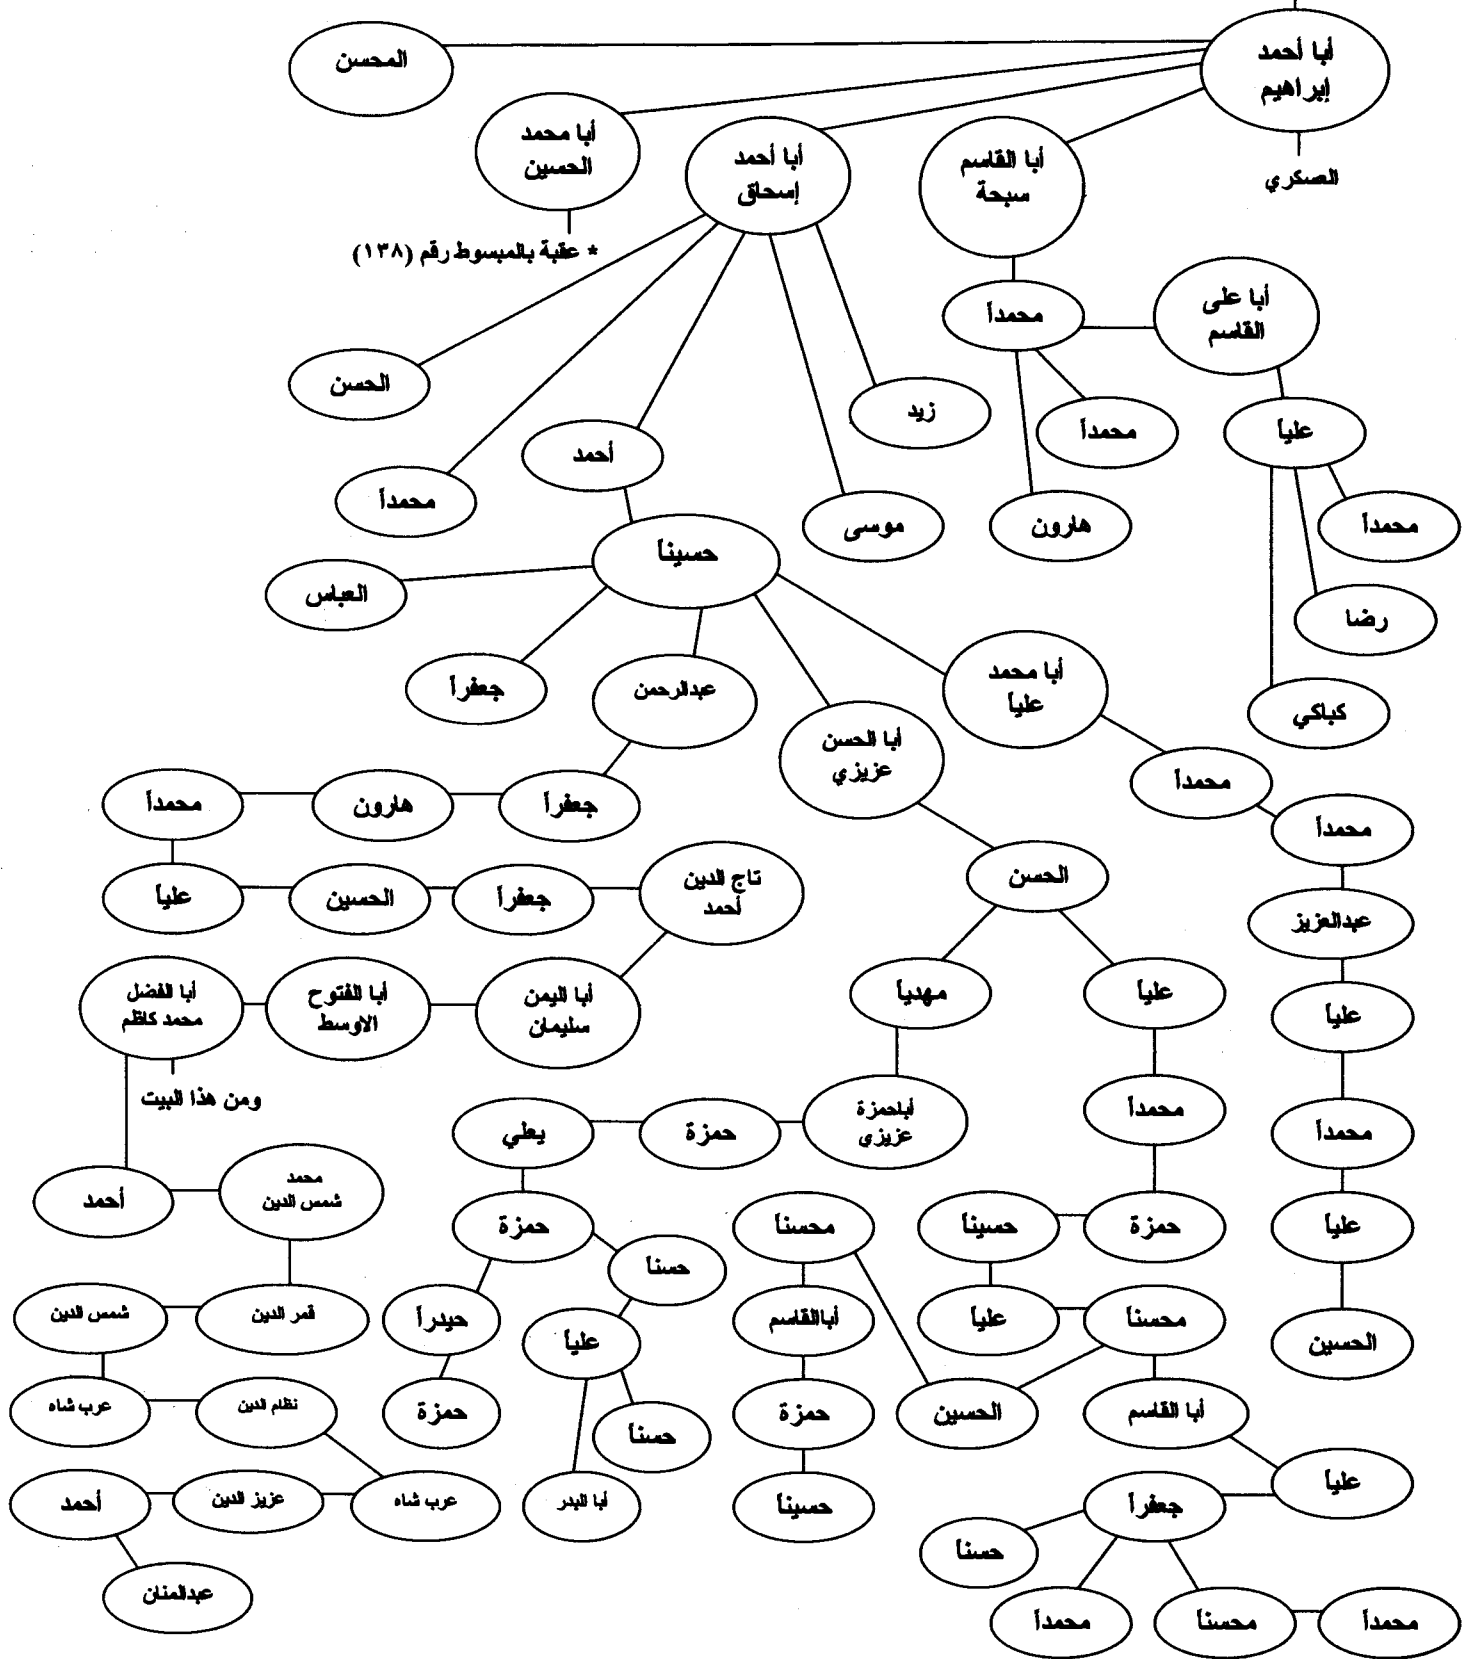 أبا أحمد
إبراهيم
العسكري
المحسن
أبا محمد
الحسين
* عقبة بالمبسوط رقم (١٣٨)
أبا أحمد
إسحاق
أبا القاسم
سبحة
محمداً
أبا على
القاسم
الحسن
زيد
محمداً
علياً
أحمد
محمداً
موسى
هارون
محمداً
حسيناً
العباس
رضا
جعفراً
عبدالرحمن
أبا محمد
علياً
كباكي
أبا الحسن
عزيزي
محمداً
محمداً
هارون
جعفراً
محمداً
تاج الدين
أحمد
الحسن
علياً
الحسين
جعفراً
عبدالعزيز
أبا الفضل
محمد كاظم
أبا الفتوح
الاوسط
أبا اليمن
سليمان
مهدياً
علياً
علياً
ومن هذا البيت
يعلي
حمزة
أباحمزة
عزيزى
محمداً
محمداً
أحمد
محمد
شمس الدين
حمزة
محسنا
حسينا
حمزة
علياً
حسنا
شمس الدين
قمر الدين
حيدراً
علياً
أباالقاسم
علياً
محسناً
الحسين
عرب شاه
نظام الدين
حمزة
حسناً
حمزة
الحسين
أبا القاسم
أحمد
عزيز الدين
عرب شاه
أبا البدر
حسيناً
جعفراً
علياً
حسنا
عبدالمنان
محمداً
محسنا
محمداً